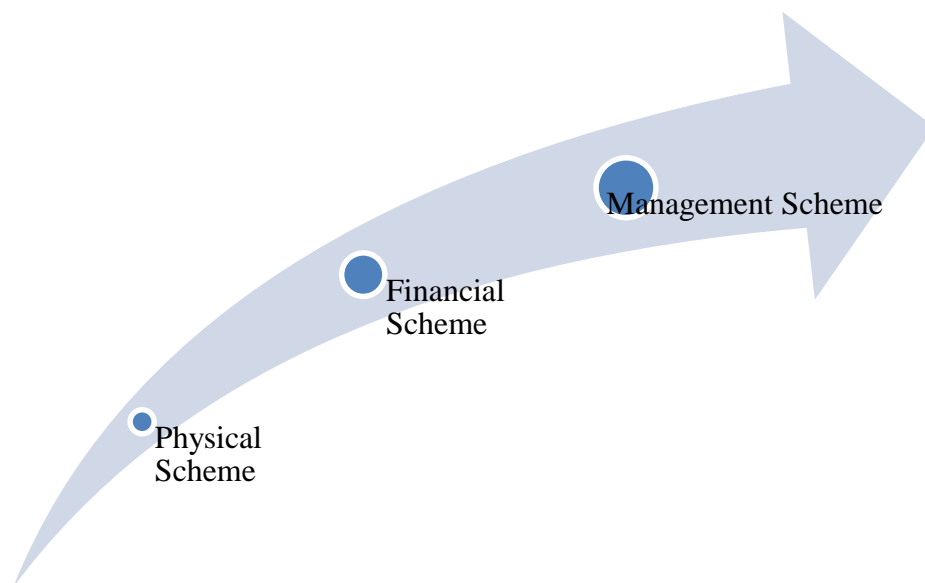 Management Scheme
Financial
Scheme
Physical
Scheme